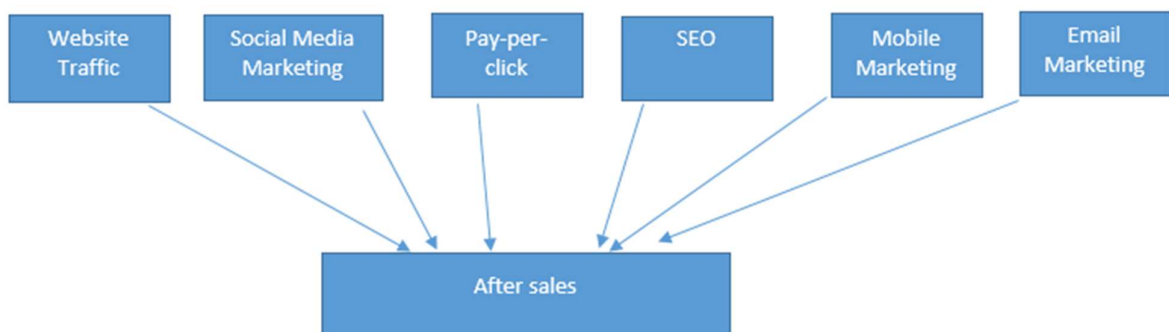 Website
Traffic
Social Media
Marketing
Pay-per-
click
SEO
Mobile
Marketing
Email
Marketing
After sales